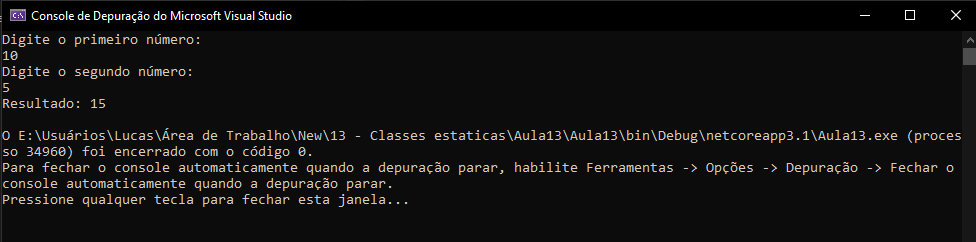 Console de Depuração do Microsoft Visual Studio
Digite o primeiro número:
10
Digite o segundo número:
5
Resultado: 15
O E:\Usuários\Lucas\Área de Trabalho\New\13 - Classes estaticas\Aula13\Aula13\bin\Debug\netcoreapp3.1\Aula13.exe (proces
so 34960) foi encerrado com o código 0.
Para fechar o console automaticamente quando a depuração parar, habilite Ferramentas -> Opções -> Depuração -> Fechar o
console automaticamente quando a depuração parar.
Pressione qualquer tecla para fechar esta janela...